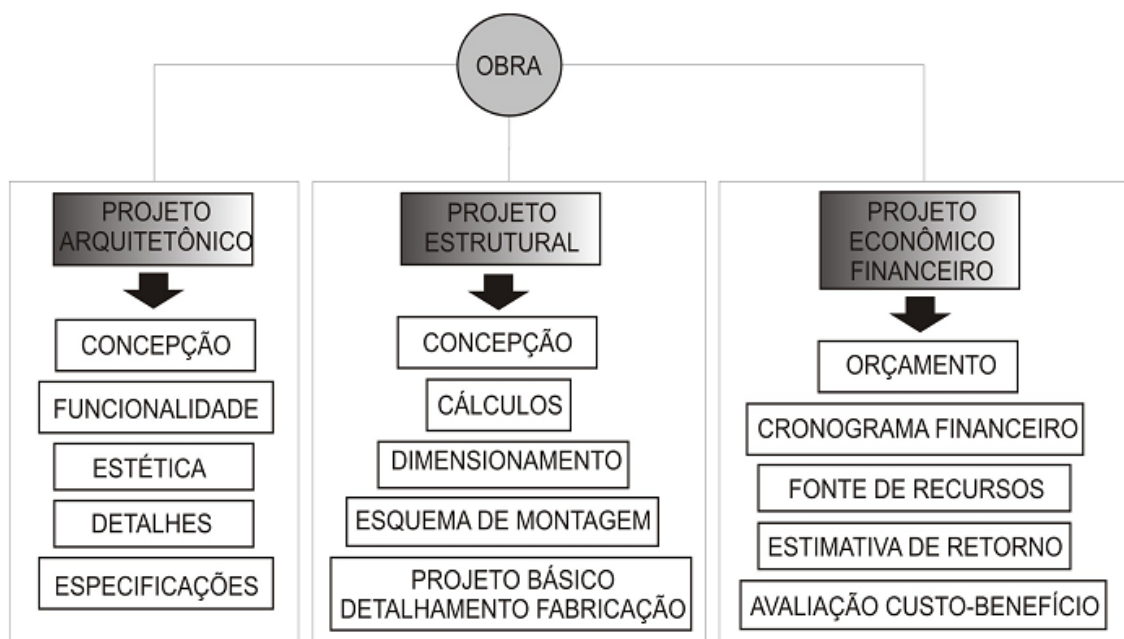 OBRA
PROJETO
ARQUITETÔNICO
CONCEPÇÃO
FUNCIONALIDADE
ESTÉTICA
DETALHES
ESPECIFICAÇÕES
PROJETO
ESTRUTURAL
CONCEPÇÃO
CÁLCULOS
DIMENSIONAMENTO
ESQUEMA DE MONTAGEM
PROJETO BÁSICO
DETALHAMENTO FABRICAÇÃO
PROJETO
ECONÔMICO
FINANCEIRO
ORÇAMENTO
CRONOGRAMA FINANCEIRO
FONTE DE RECURSOS
ESTIMATIVA DE RETORNO
AVALIAÇÃO CUSTO-BENEFÍCIO